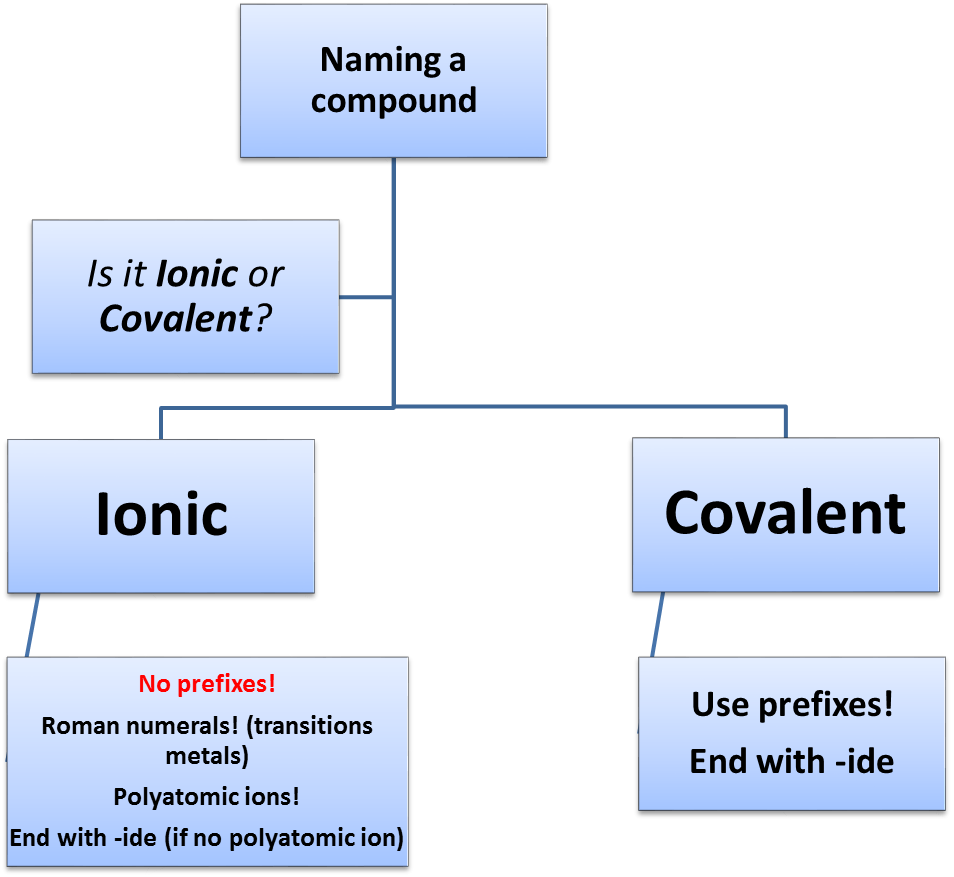 Naming a
compound
Is it Ionic or
Covalent?
Ionic
Covalent
No prefixes!
Roman numerals! (transitions
metals)
Polyatomic ions!
End with -ide (if no polyatomic ion)
Use prefixes!
End with -ide